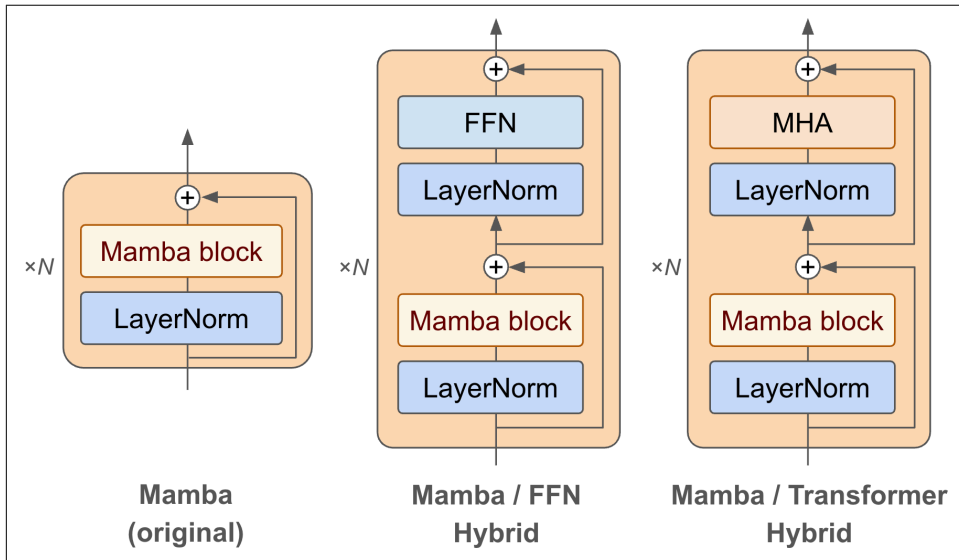 +
Mamba block
LayerNorm
×N
Mamba
(original)
+
FFN
LayerNorm
+
×N
Mamba block
LayerNorm
Mamba / FFN
Hybrid
+
MHA
LayerNorm
+
×N
Mamba block
LayerNorm
Mamba / Transformer
Hybrid